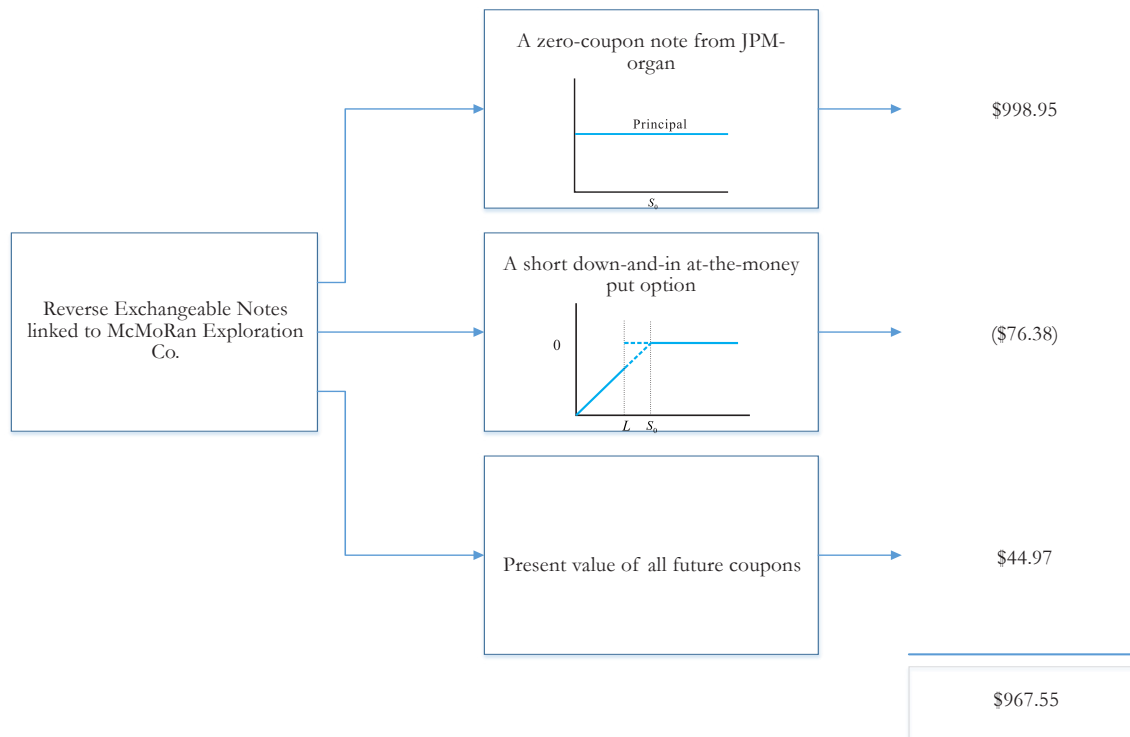 A zero-coupon note from JPM-
organ
Principal
S₀
$998.95
Reverse Exchangeable Notes
linked to McMoRan Exploration
Co.
A short down-and-in at-the-money
put option
0
L S₀
($76.38)
Present value of all future coupons
$44.97
$967.55